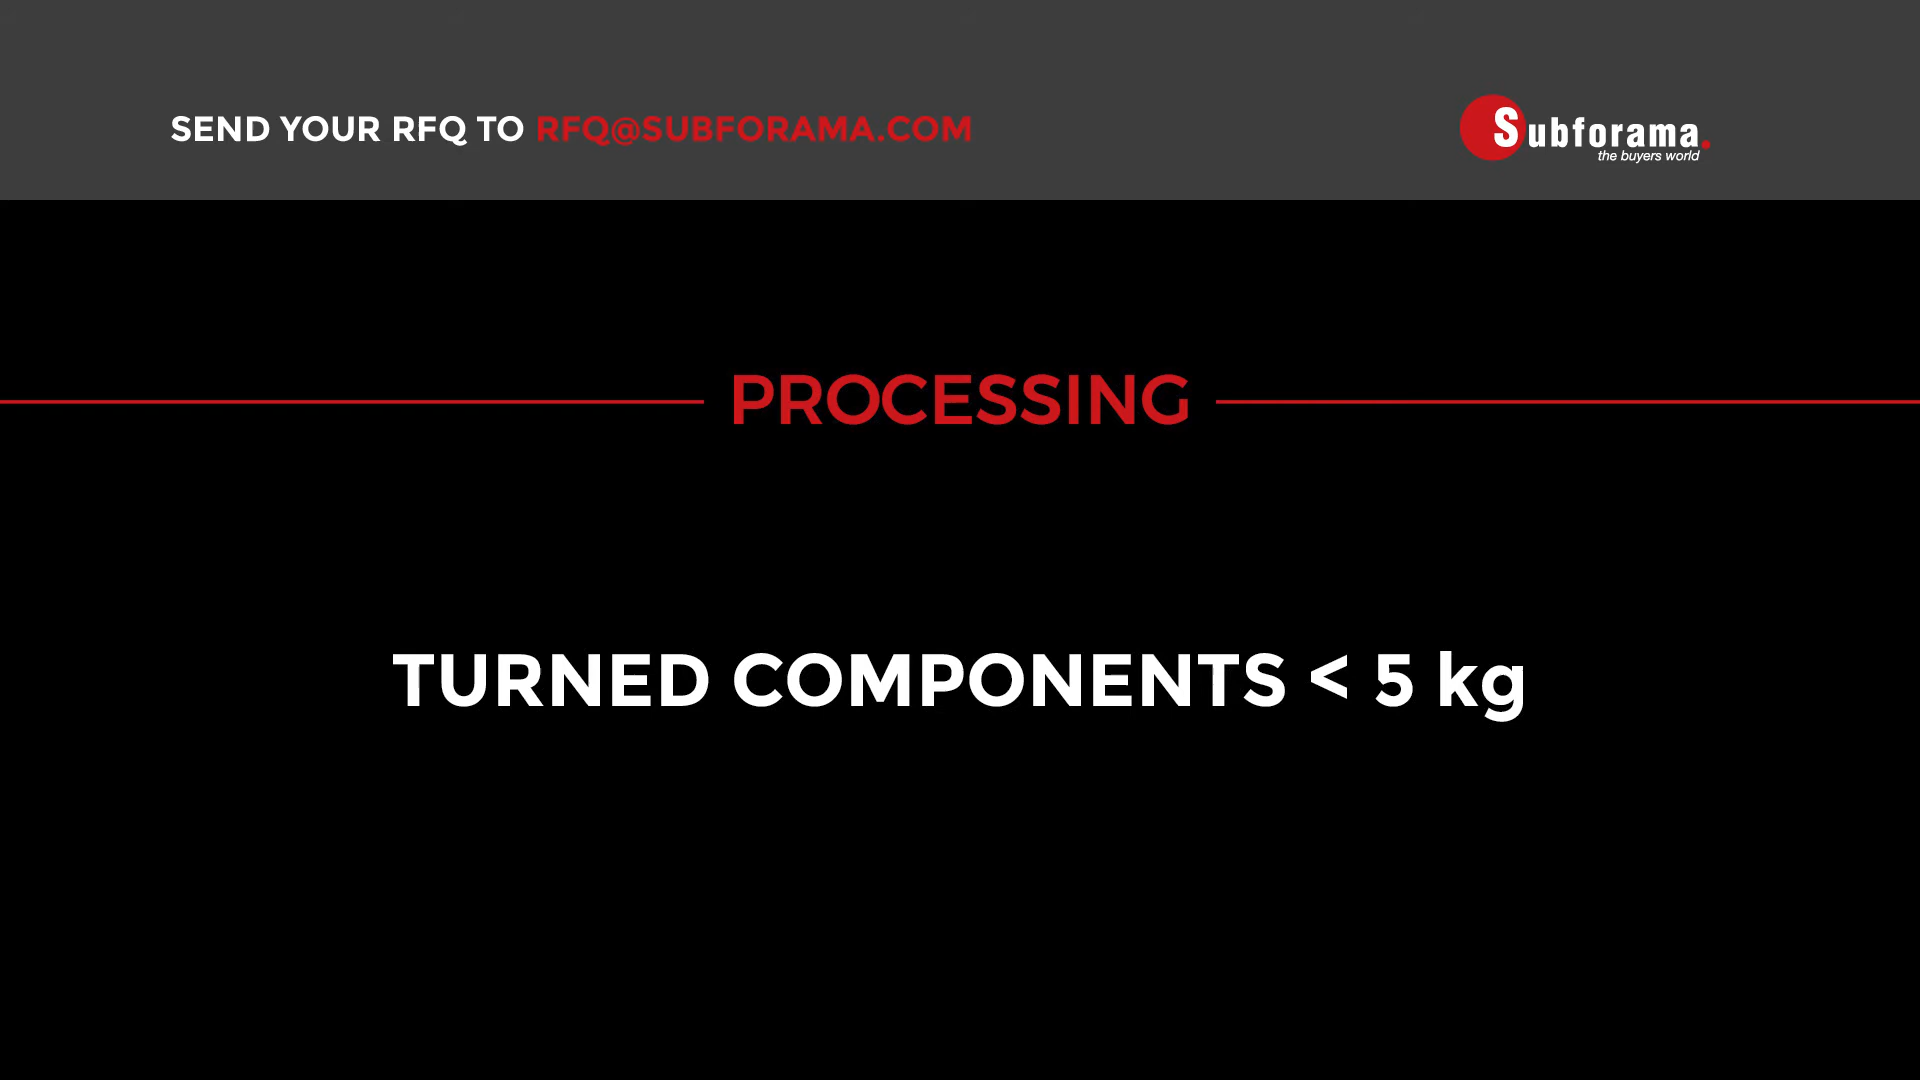 SEND YOUR RFQ TO RFQ@SUBFORAMA.COM
Subforama.
the buyers world
PROCESSING
TURNED COMPONENTS < 5 kg